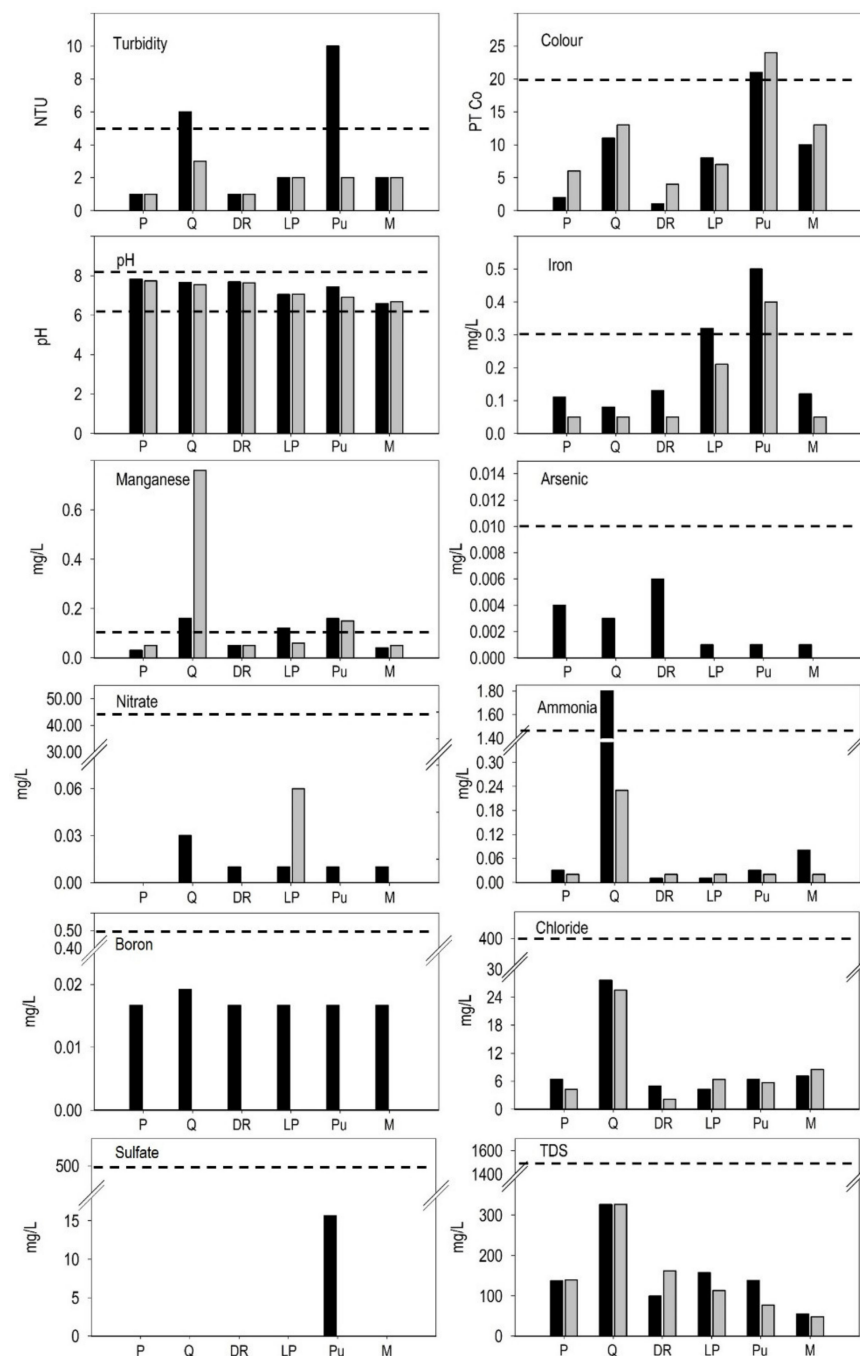 Turbidity
NTU
10
8
6
4
2
0
P Q DR LP Pu M
Colour
PT Co
25
20
15
10
5
0
P Q DR LP Pu M
pH
pH
8
6
4
2
0
P Q DR LP Pu M
Iron
mg/L
0.5
0.4
0.3
0.2
0.1
0.0
P Q DR LP Pu M
Manganese
mg/L
0.6
0.4
0.2
0.0
P Q DR LP Pu M
Arsenic
mg/L
0.014
0.012
0.010
0.008
0.006
0.004
0.002
0.000
P Q DR LP Pu M
Nitrate
mg/L
50.00
40.00
30.00
0.06
0.03
0.00
P Q DR LP Pu M
Ammonia
mg/L
1.80
1.60
1.40
0.30
0.24
0.18
0.12
0.06
0.00
P Q DR LP Pu M
Boron
mg/L
0.50
0.40
0.02
0.01
0.00
P Q DR LP Pu M
Chloride
mg/L
400
30
24
18
12
6
0
P Q DR LP Pu M
Sulfate
mg/L
500
15
10
5
0
P Q DR LP Pu M
TDS
mg/L
1600
1400
300
200
100
0
P Q DR LP Pu M